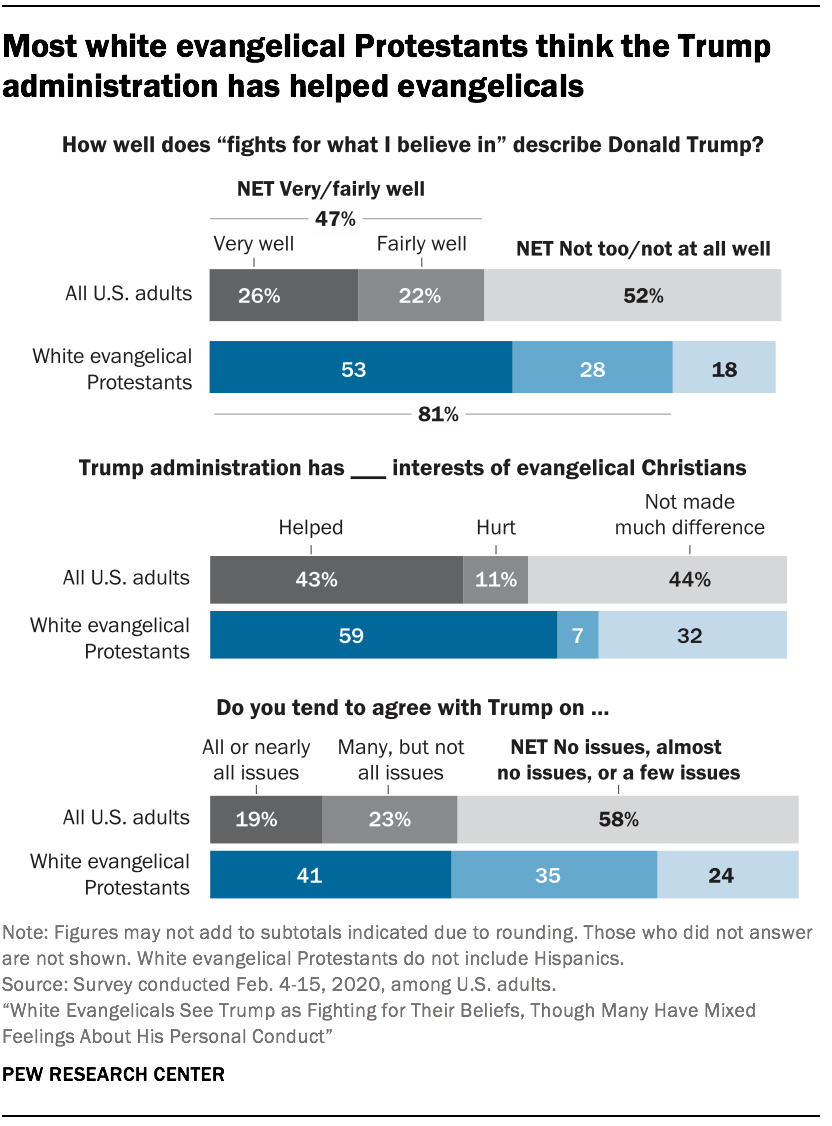 Most white evangelical Protestants think the Trump
administration has helped evangelicals
How well does “fights for what I believe in” describe Donald Trump?
NET Very/fairly well
47%
Very well Fairly well NET Not too/not at all well
All U.S. adults 26% 22% 52%
White evangelical
Protestants 53 28 18
81%
Trump administration has ___ interests of evangelical Christians
Helped Hurt Not made
much difference
All U.S. adults 43% 11% 44%
White evangelical
Protestants 59 7 32
Do you tend to agree with Trump on ...
All or nearly
all issues Many, but not
all issues NET No issues, almost
no issues, or a few issues
All U.S. adults 19% 23% 58%
White evangelical
Protestants 41 35 24
Note: Figures may not add to subtotals indicated due to rounding. Those who did not answer
are not shown. White evangelical Protestants do not include Hispanics.
Source: Survey conducted Feb. 4-15, 2020, among U.S. adults.
“White Evangelicals See Trump as Fighting for Their Beliefs, Though Many Have Mixed
Feelings About His Personal Conduct”
PEW RESEARCH CENTER